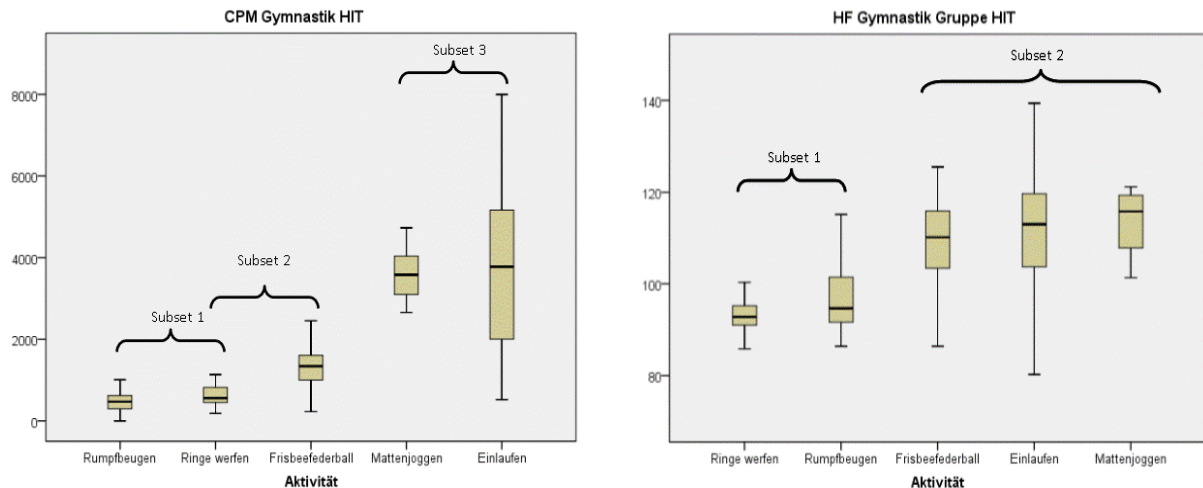 CPM Gymnastik HIT
Subset 3
Subset 2
Subset 1
8000
6000
4000
2000
0
Rumpfbeugen Ringe werfen Frisbeefederball Mattenjoggen Einlaufen
Aktivität
HF Gymnastik Gruppe HIT
Subset 2
Subset 1
140
120
100
80
Ringe werfen Rumpfbeugen Frisbeefederball Einlaufen Mattenjoggen
Aktivität